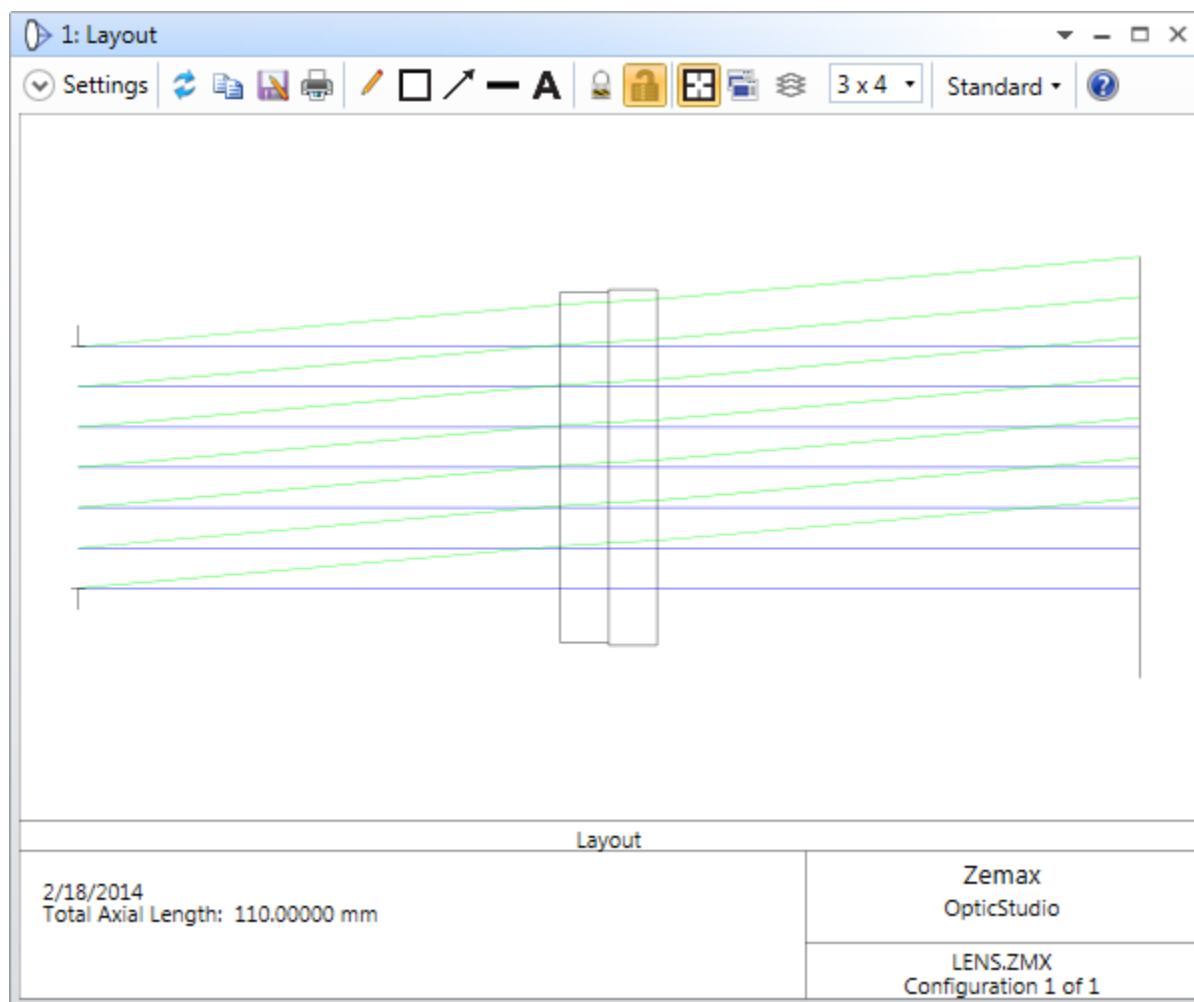 1: Layout
Settings
A
3 x 4
Standard
?
Layout
2/18/2014
Total Axial Length: 110.00000 mm
Zemax
OpticStudio
LENS.ZMX
Configuration 1 of 1